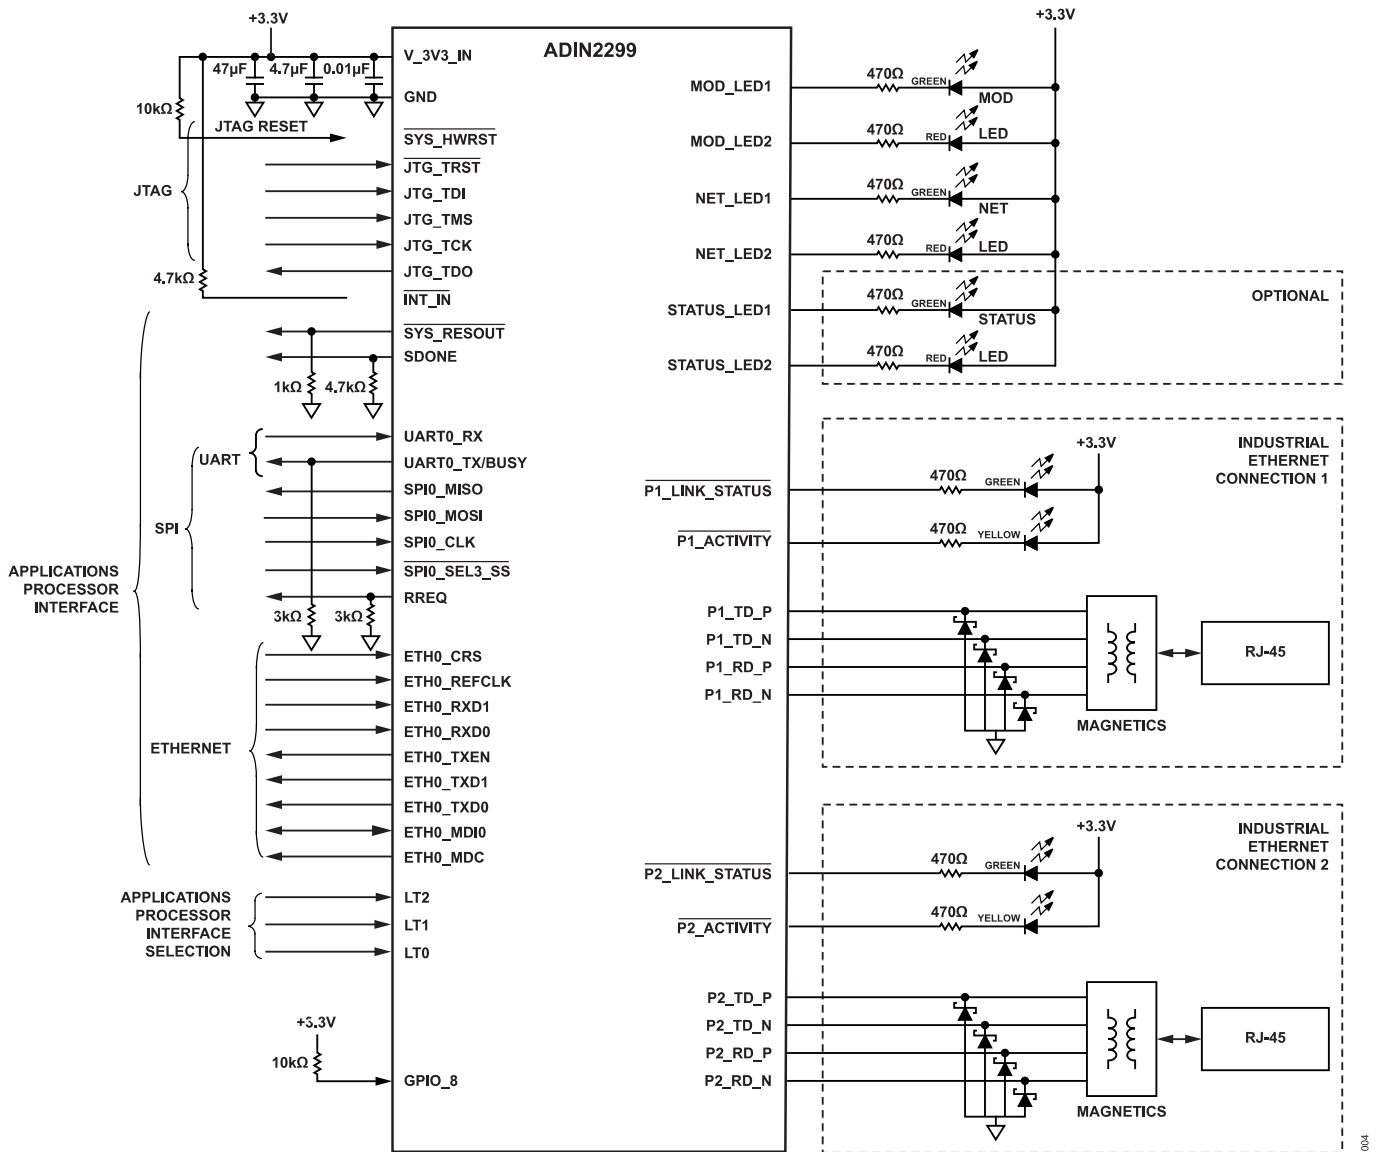 +3.3V
47µF
4.7µF
0.01µF
10kΩ
JTAG RESET
JTAG
4.7kΩ
ADIN2299
V_3V3_IN
GND
SYS_HWRST
JTG_TRST
JTG_TDI
JTG_TMS
JTG_TCK
JTG_TDO
INT_IN
SYS_RESOUT
SDONE
1kΩ
4.7kΩ
UART
SPI
UART0_RX
UART0_TX/BUSY
SPI0_MISO
SPI0_MOSI
SPI0_CLK
SPI0_SEL3_SS
RREQ
3kΩ
3kΩ
APPLICATIONS
PROCESSOR
INTERFACE
ETHERNET
ETH0_CRS
ETH0_REFCLK
ETH0_RXD1
ETH0_RXD0
ETH0_TXEN
ETH0_TXD1
ETH0_TXD0
ETH0_MDI0
ETH0_MDC
APPLICATIONS
PROCESSOR
INTERFACE
SELECTION
LT2
LT1
LT0
+3.3V
10kΩ
GPIO_8
+3.3V
MOD_LED1
470Ω
GREEN
MOD
MOD_LED2
470Ω
RED
LED
NET_LED1
470Ω
GREEN
NET
NET_LED2
470Ω
RED
LED
OPTIONAL
STATUS_LED1
470Ω
GREEN
STATUS
STATUS_LED2
470Ω
RED
LED
+3.3V
INDUSTRIAL
ETHERNET
CONNECTION 1
P1_LINK_STATUS
470Ω
GREEN
P1_ACTIVITY
470Ω
YELLOW
P1_TD_P
P1_TD_N
P1_RD_P
P1_RD_N
MAGNETICS
RJ-45
+3.3V
INDUSTRIAL
ETHERNET
CONNECTION 2
P2_LINK_STATUS
470Ω
GREEN
P2_ACTIVITY
470Ω
YELLOW
P2_TD_P
P2_TD_N
P2_RD_P
P2_RD_N
MAGNETICS
RJ-45
004